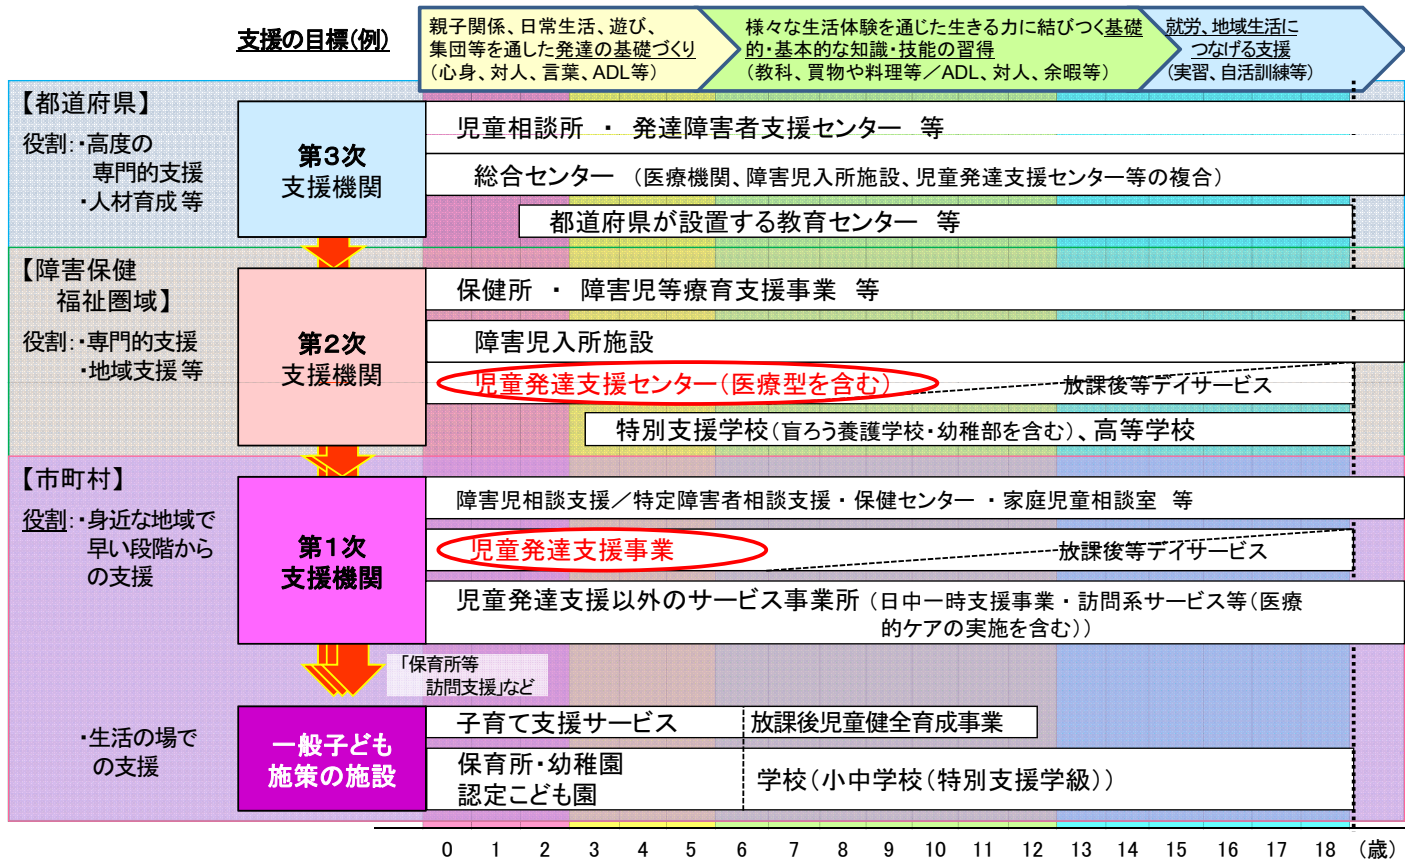 支援の目標(例)
親子関係、日常生活、遊び、
集団等を通した発達の基礎づくり
(心身、対人、言葉、ADL等)
様々な生活体験を通じた生きる力に結びつく基礎
的・基本的な知識・技能の習得
(教科、買物や料理等/ADL、対人、余暇等)
就労、地域生活に
つなげる支援
(実習、自活訓練等)
【都道府県】
役割:・高度の
専門的支援
・人材育成 等
第3次
支援機関
児童相談所 ・ 発達障害者支援センター 等
総合センター (医療機関、障害児入所施設、児童発達支援センター等の複合)
都道府県が設置する教育センター 等
【障害保健
福祉圏域】
役割:・専門的支援
・地域支援 等
第2次
支援機関
保健所 ・ 障害児等療育支援事業 等
障害児入所施設
児童発達支援センター(医療型を含む)
放課後等デイサービス
特別支援学校(盲ろう養護学校・幼稚部を含む)、高等学校
【市町村】
役割:・身近な地域で
早い段階から
の支援
第1次
支援機関
障害児相談支援/特定障害者相談支援・保健センター ・家庭児童相談室 等
児童発達支援事業
放課後等デイサービス
児童発達支援以外のサービス事業所 (日中一時支援事業・訪問系サービス等(医療
的ケアの実施を含む))
「保育所等
訪問支援」など
・生活の場で
の支援
一般子ども
施策の施設
子育て支援サービス
放課後児童健全育成事業
保育所・幼稚園
認定こども園
学校(小中学校(特別支援学級))
0 1 2 3 4 5 6 7 8 9 10 11 12 13 14 15 16 17 18 (歳)